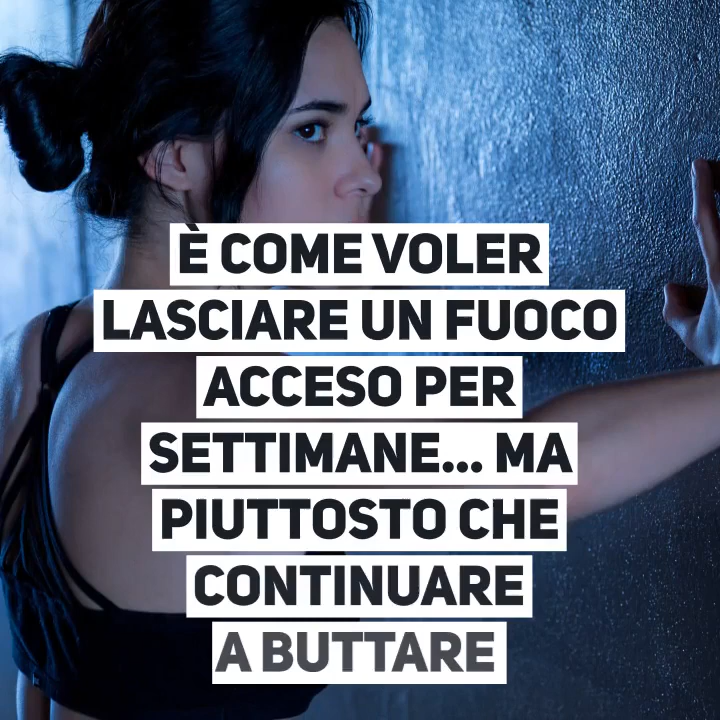 È COME VOLER
LASCIARE UN FUOCO
ACCESO PER
SETTIMANE... MA
PIUTTOSTO CHE
CONTINUARE
A BUTTARE